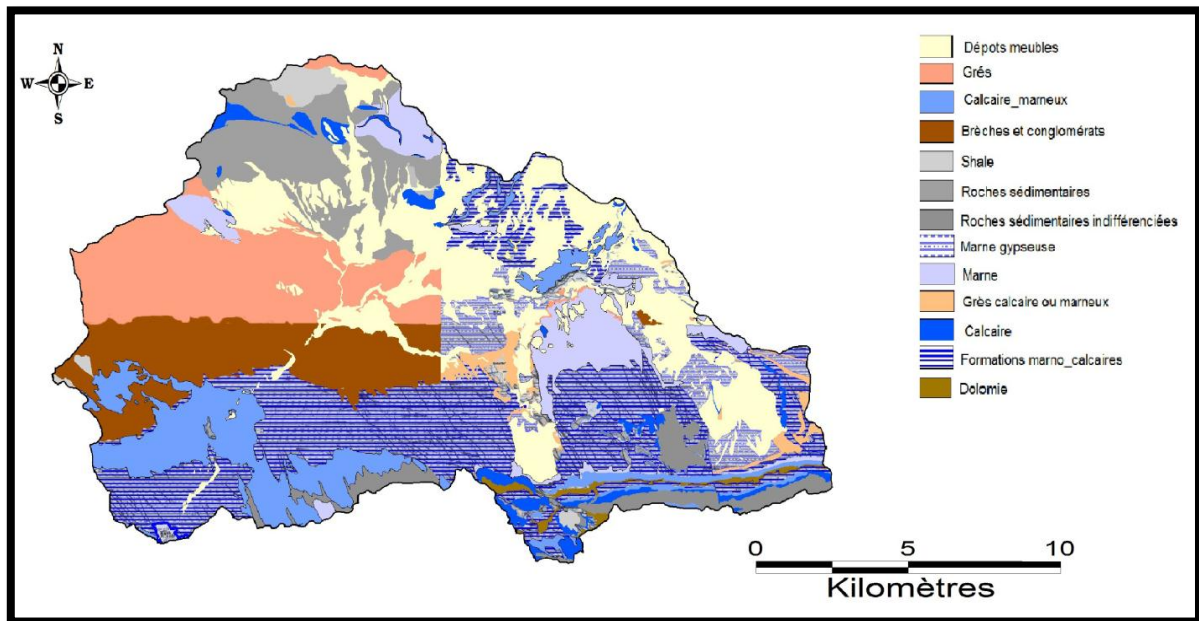 N
W E
S
Dépots meubles
Grés
Calcaire_marneux
Brèches et conglomérats
Shale
Roches sédimentaires
Roches sédimentaires indifférenciées
Marne gypseuse
Marne
Grès calcaire ou marneux
Calcaire
Formations marno_calcaires
Dolomie
0 5 10
Kilomètres